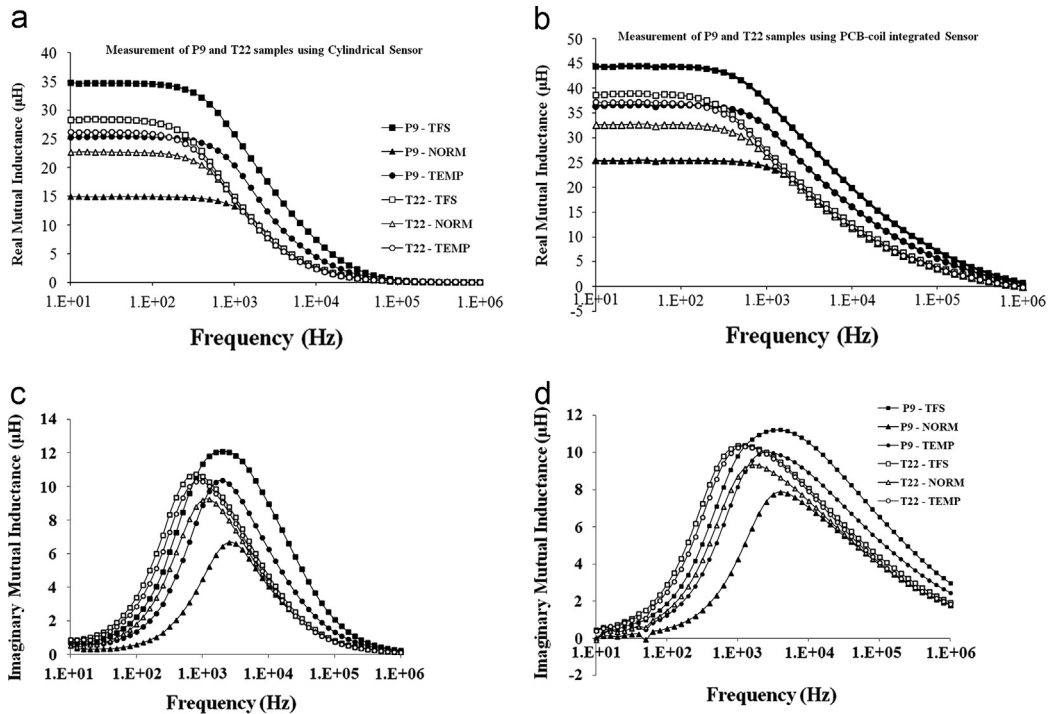 a
Measurement of P9 and T22 samples using Cylindrical Sensor
Real Mutual Inductance (µH)
40
35
30
25
20
15
10
5
0
1.E+01 1.E+02 1.E+03 1.E+04 1.E+05 1.E+06
Frequency (Hz)
P9 - TFS
P9 - NORM
P9 - TEMP
T22 - TFS
T22 - NORM
T22 - TEMP
b
Measurement of P9 and T22 samples using PCB-coil integrated Sensor
Real Mutual Inductance (µH)
50
45
40
35
30
25
20
15
10
5
0
-5
1.E+01 1.E+02 1.E+03 1.E+04 1.E+05 1.E+06
Frequency (Hz)
c
Imaginary Mutual Inductance (µH)
14
12
10
8
6
4
2
0
1.E+01 1.E+02 1.E+03 1.E+04 1.E+05 1.E+06
Frequency (Hz)
d
Imaginary Mutual Inductance (µH)
12
10
8
6
4
2
0
-2
1.E+01 1.E+02 1.E+03 1.E+04 1.E+05 1.E+06
Frequency (Hz)
P9 - TFS
P9 - NORM
P9 - TEMP
T22 - TFS
T22 - NORM
T22 - TEMP